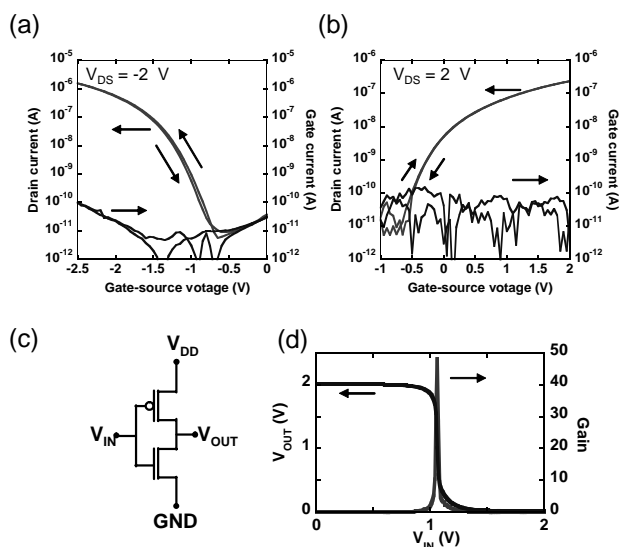 (a)
V_DS = -2 V
Drain current (A)
10^-5
10^-6
10^-7
10^-8
10^-9
10^-10
10^-11
10^-12
10^-5
10^-6
10^-7
10^-8
10^-9
10^-10
10^-11
10^-12
Gate current (A)
-2.5 -2 -1.5 -1 -0.5 0
Gate-source votage (V)
(b)
V_DS = 2 V
Drain current (A)
10^-6
10^-7
10^-8
10^-9
10^-10
10^-11
10^-12
10^-6
10^-7
10^-8
10^-9
10^-10
10^-11
10^-12
Gate current (A)
-1 -0.5 0 0.5 1 1.5 2
Gate-source votage (V)
(c)
V_DD
V_IN
V_OUT
GND
(d)
V_OUT (V)
2
1
0
50
40
30
20
10
0
Gain
0 1 2
V_IN (V)